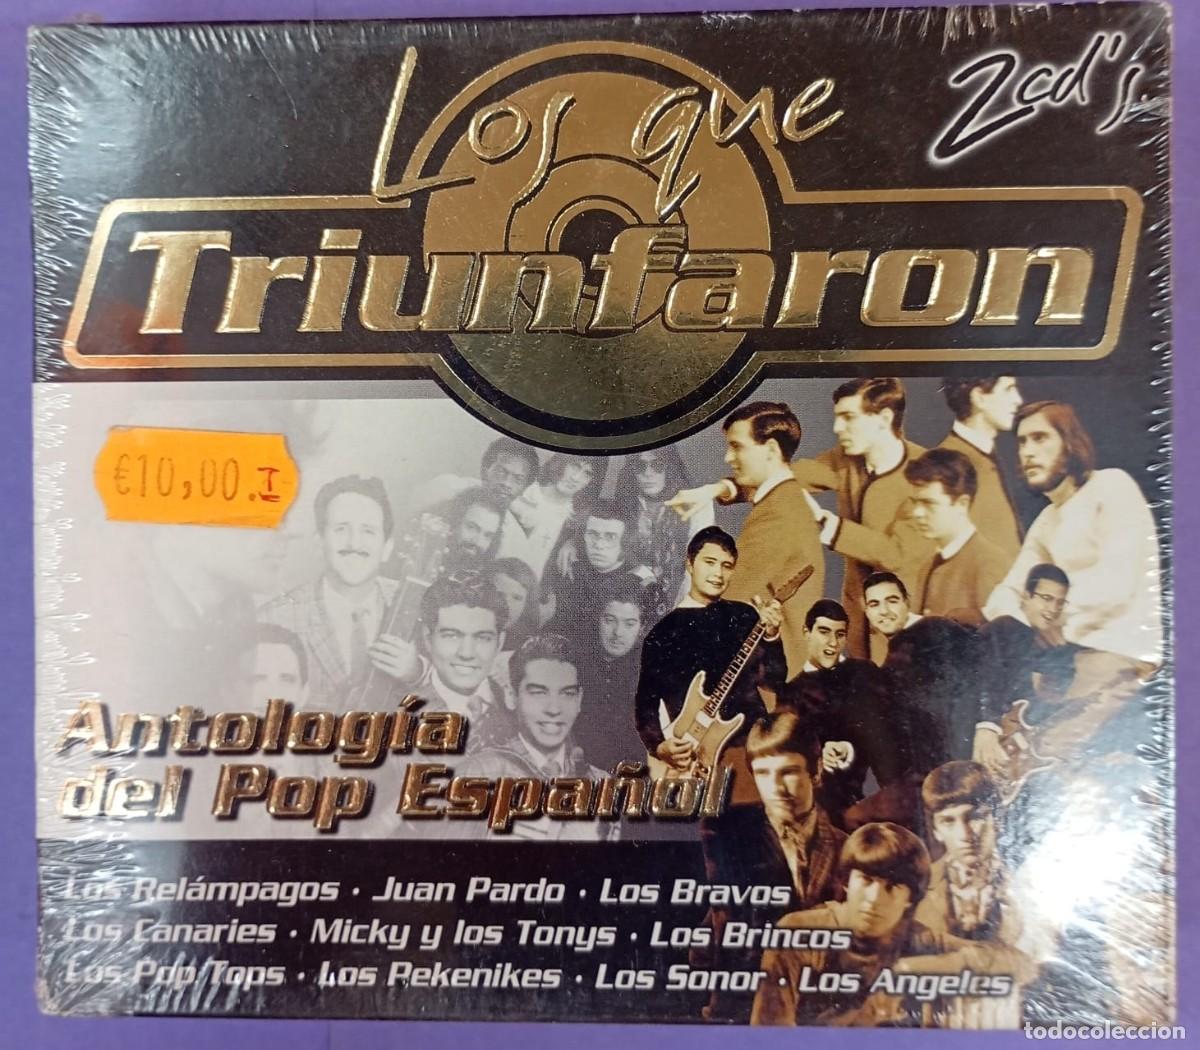 Los que
2cd's.
Triunfaron
€10,00.I
Antología
del Pop Español
Los Relámpagos · Juan Pardo · Los Bravos
Los Canaries · Micky y los Tonys · Los Brincos
Los Pop Tops · Los Pekenikes · Los Sonor · Los Angeles
todocoleccion